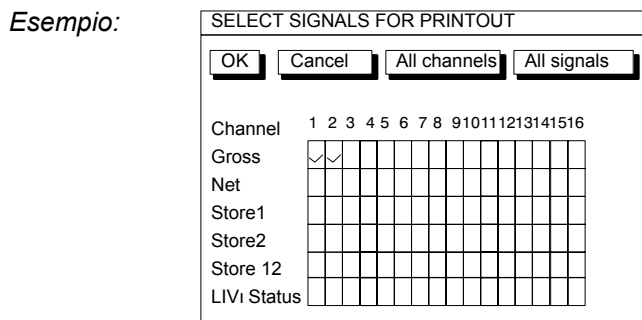 Esempio:
SELECT SIGNALS FOR PRINTOUT
OK Cancel All channels All signals
Channel 1 2 3 4 5 6 7 8 9 10 11 12 13 14 15 16
Gross
Net
Store1
Store2
Store 12
LIVı Status